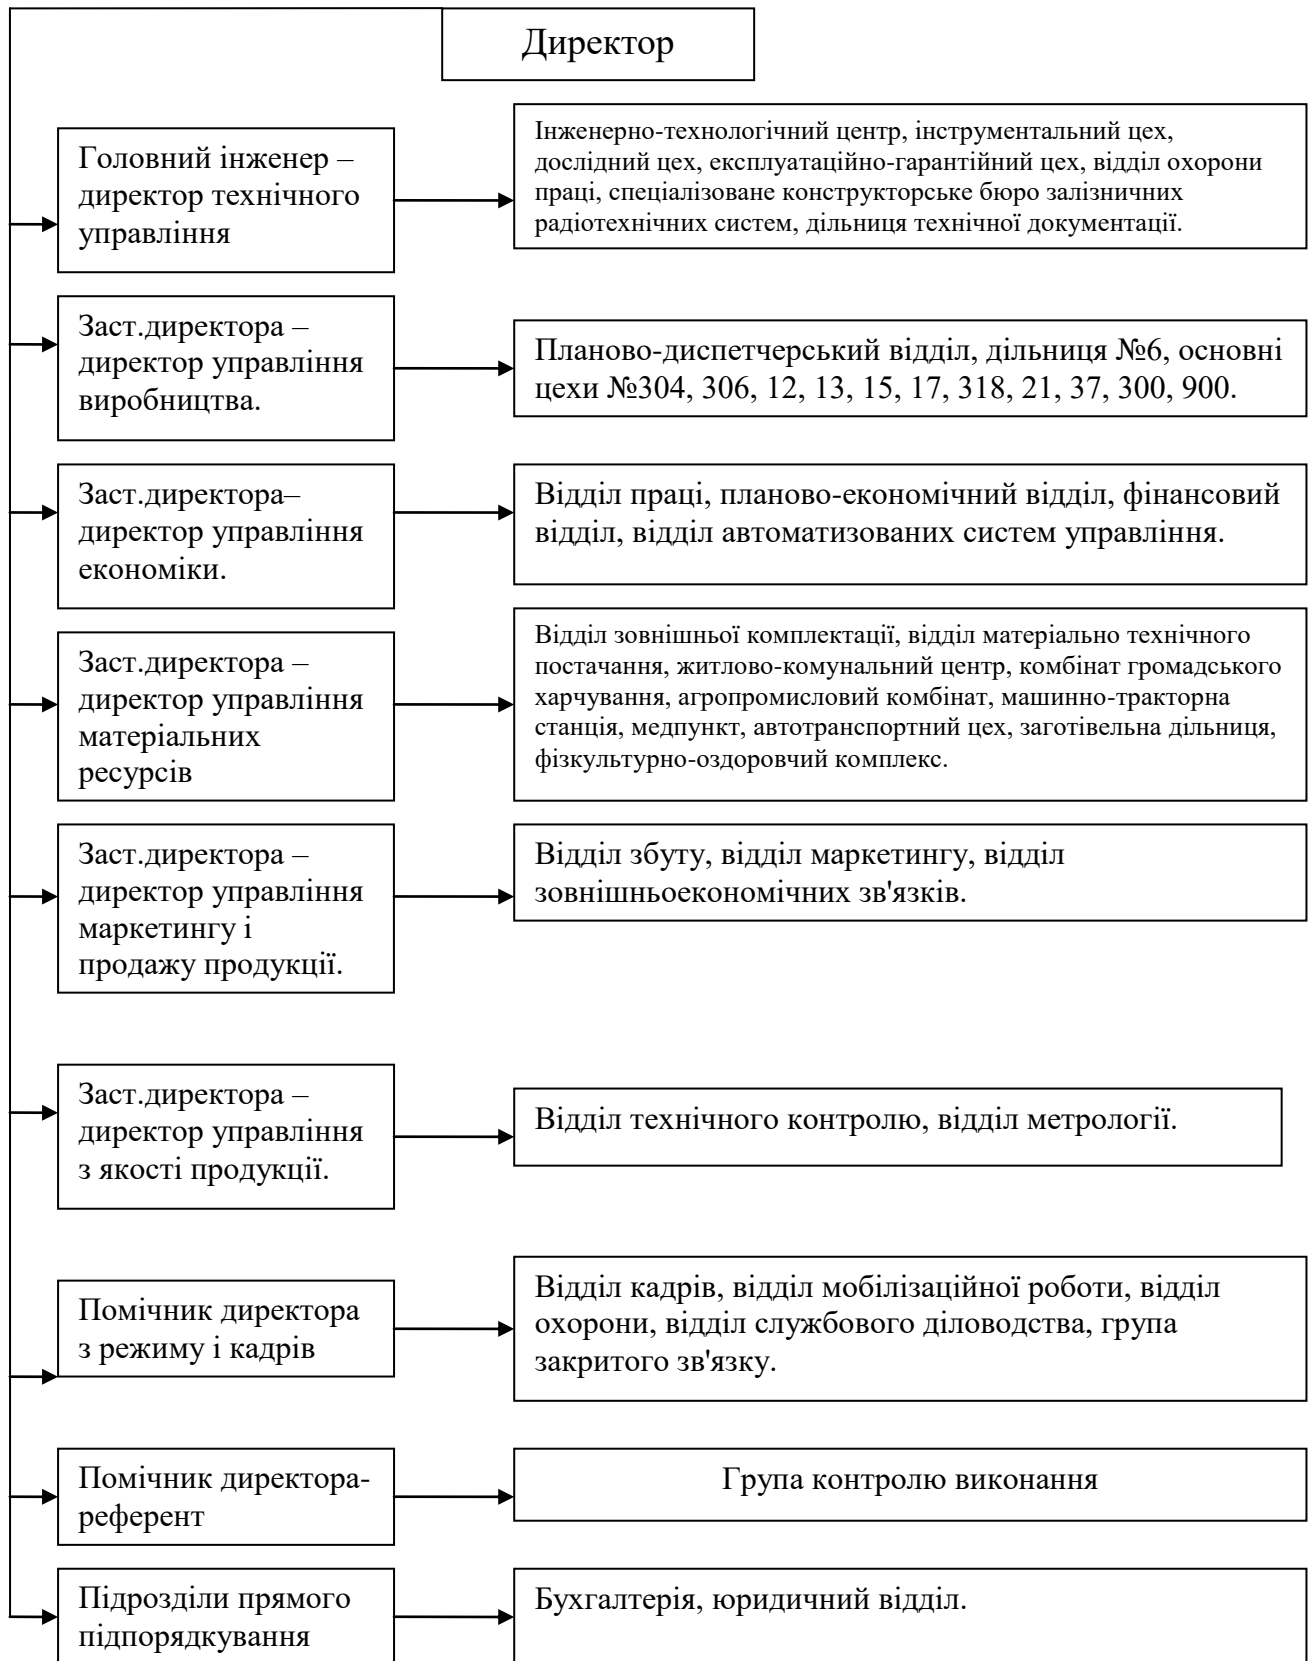 Директор
Головний інженер –
директор технічного
управління
Інженерно-технологічний центр, інструментальний цех,
дослідний цех, експлуатаційно-гарантійний цех, відділ охорони
праці, спеціалізоване конструкторське бюро залізничних
радіотехнічних систем, дільниця технічної документації.
Заст.директора –
директор управління
виробництва.
Планово-диспетчерський відділ, дільниця №6, основні
цехи №304, 306, 12, 13, 15, 17, 318, 21, 37, 300, 900.
Заст.директора–
директор управління
економіки.
Відділ праці, планово-економічний відділ, фінансовий
відділ, відділ автоматизованих систем управління.
Заст.директора –
директор управління
матеріальних
ресурсів
Відділ зовнішньої комплектації, відділ матеріально технічного
постачання, житлово-комунальний центр, комбінат громадського
харчування, агропромисловий комбінат, машинно-тракторна
станція, медпункт, автотранспортний цех, заготівельна дільниця,
фізкультурно-оздоровчий комплекс.
Заст.директора –
директор управління
маркетингу і
продажу продукції.
Відділ збуту, відділ маркетингу, відділ
зовнішньоекономічних зв'язків.
Заст.директора –
директор управління
з якості продукції.
Відділ технічного контролю, відділ метрології.
Помічник директора
з режиму і кадрів
Відділ кадрів, відділ мобілізаційної роботи, відділ
охорони, відділ службового діловодства, група
закритого зв'язку.
Помічник директора-
референт
Група контролю виконання
Підрозділи прямого
підпорядкування
Бухгалтерія, юридичний відділ.